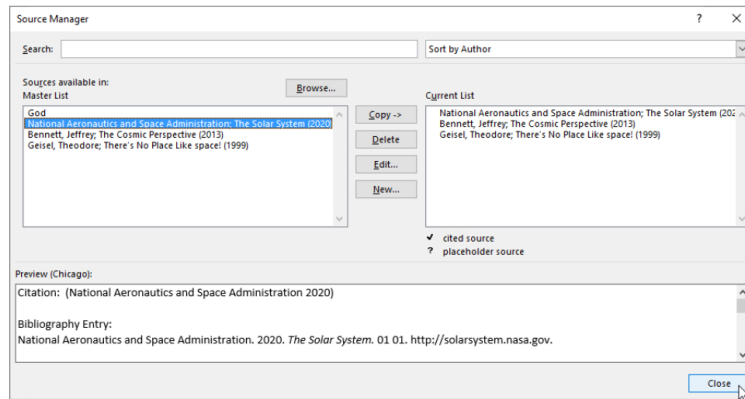 Source Manager
?
Search:
Sort by Author
Sources available in:
Master List
Browse...
Current List
God
National Aeronautics and Space Administration; The Solar System (2020)
Bennett, Jeffrey; The Cosmic Perspective (2013)
Geisel, Theodore; There's No Place Like space! (1999)
Copy ->
Delete
Edit...
New...
National Aeronautics and Space Administration; The Solar System (202
Bennett, Jeffrey; The Cosmic Perspective (2013)
Geisel, Theodore; There's No Place Like space! (1999)
✔ cited source
? placeholder source
Preview (Chicago):
Citation: (National Aeronautics and Space Administration 2020)
Bibliography Entry:
National Aeronautics and Space Administration. 2020. The Solar System. 01 01. http://solarsystem.nasa.gov.
Close